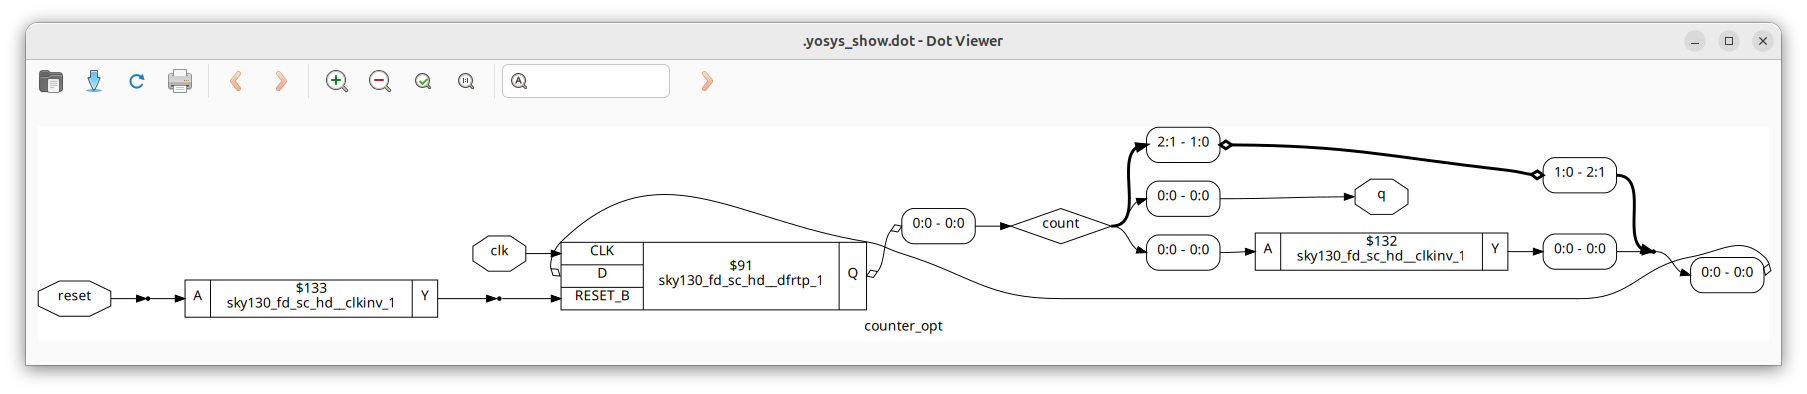 .yosys_show.dot - Dot Viewer
A
1:1
2:1 - 1:0
1:0 - 2:1
0:0 - 0:0
q
0:0 - 0:0
count
clk
CLK
D
RESET_B
$91
sky130_fd_sc_hd__dfrtp_1
Q
0:0 - 0:0
A
$132
sky130_fd_sc_hd__clkinv_1
Y
0:0 - 0:0
0:0 - 0:0
reset
A
$133
sky130_fd_sc_hd__clkinv_1
Y
counter_opt